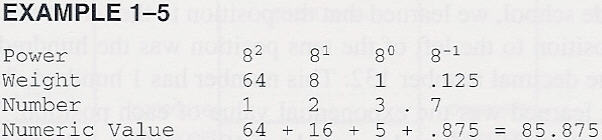 EXAMPLE 1–5
Power 8² 8¹ 8⁰ 8⁻¹
Weight 64 8 1 .125
Number 1 2 3 . 7
Numeric Value 64 + 16 + 5 + .875 = 85.875